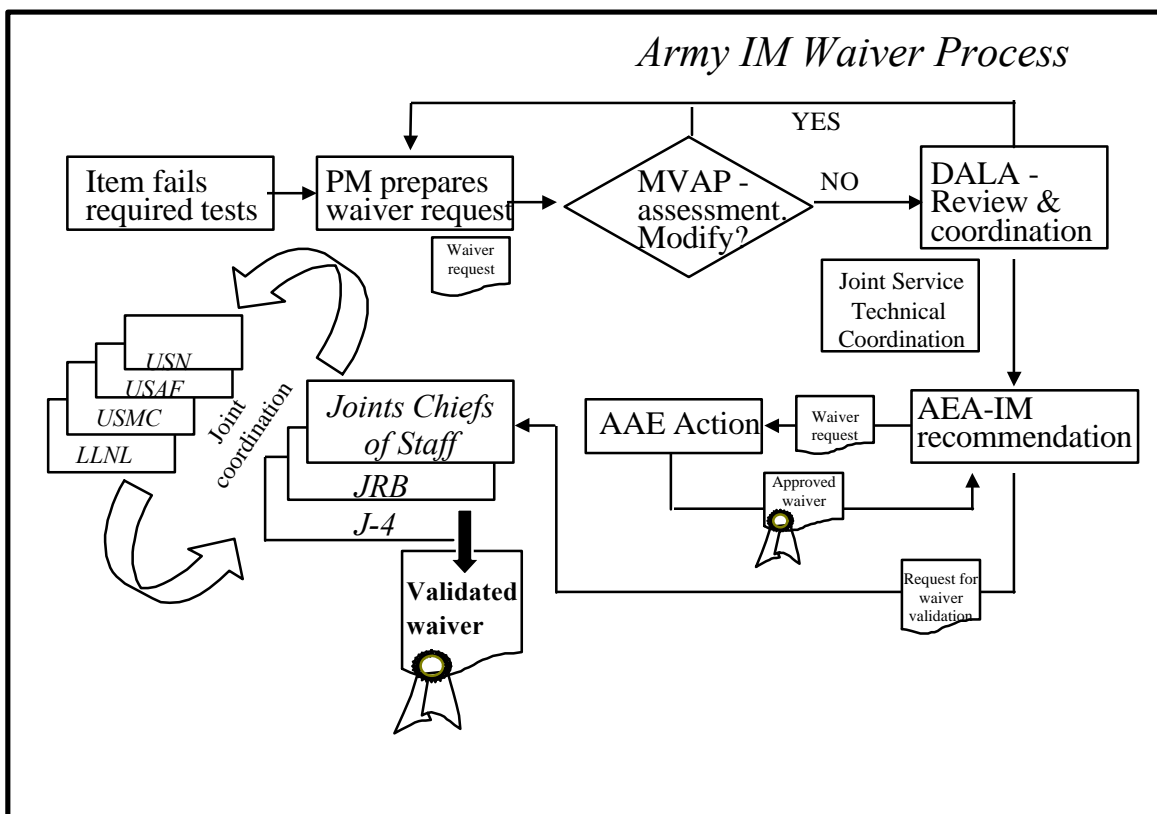 Army IM Waiver Process
YES
Item fails
required tests
PM prepares
waiver request
MVAP -
assessment.
Modify?
NO
DALA -
Review &
coordination
Waiver
request
Joint Service
Technical
Coordination
USN
USAF
USMC
LLNL
Joint
coordination
Joints Chiefs
of Staff
JRB
J-4
AAE Action
Waiver
request
AEA-IM
recommendation
Approved
waiver
Validated
waiver
Request for
waiver
validation